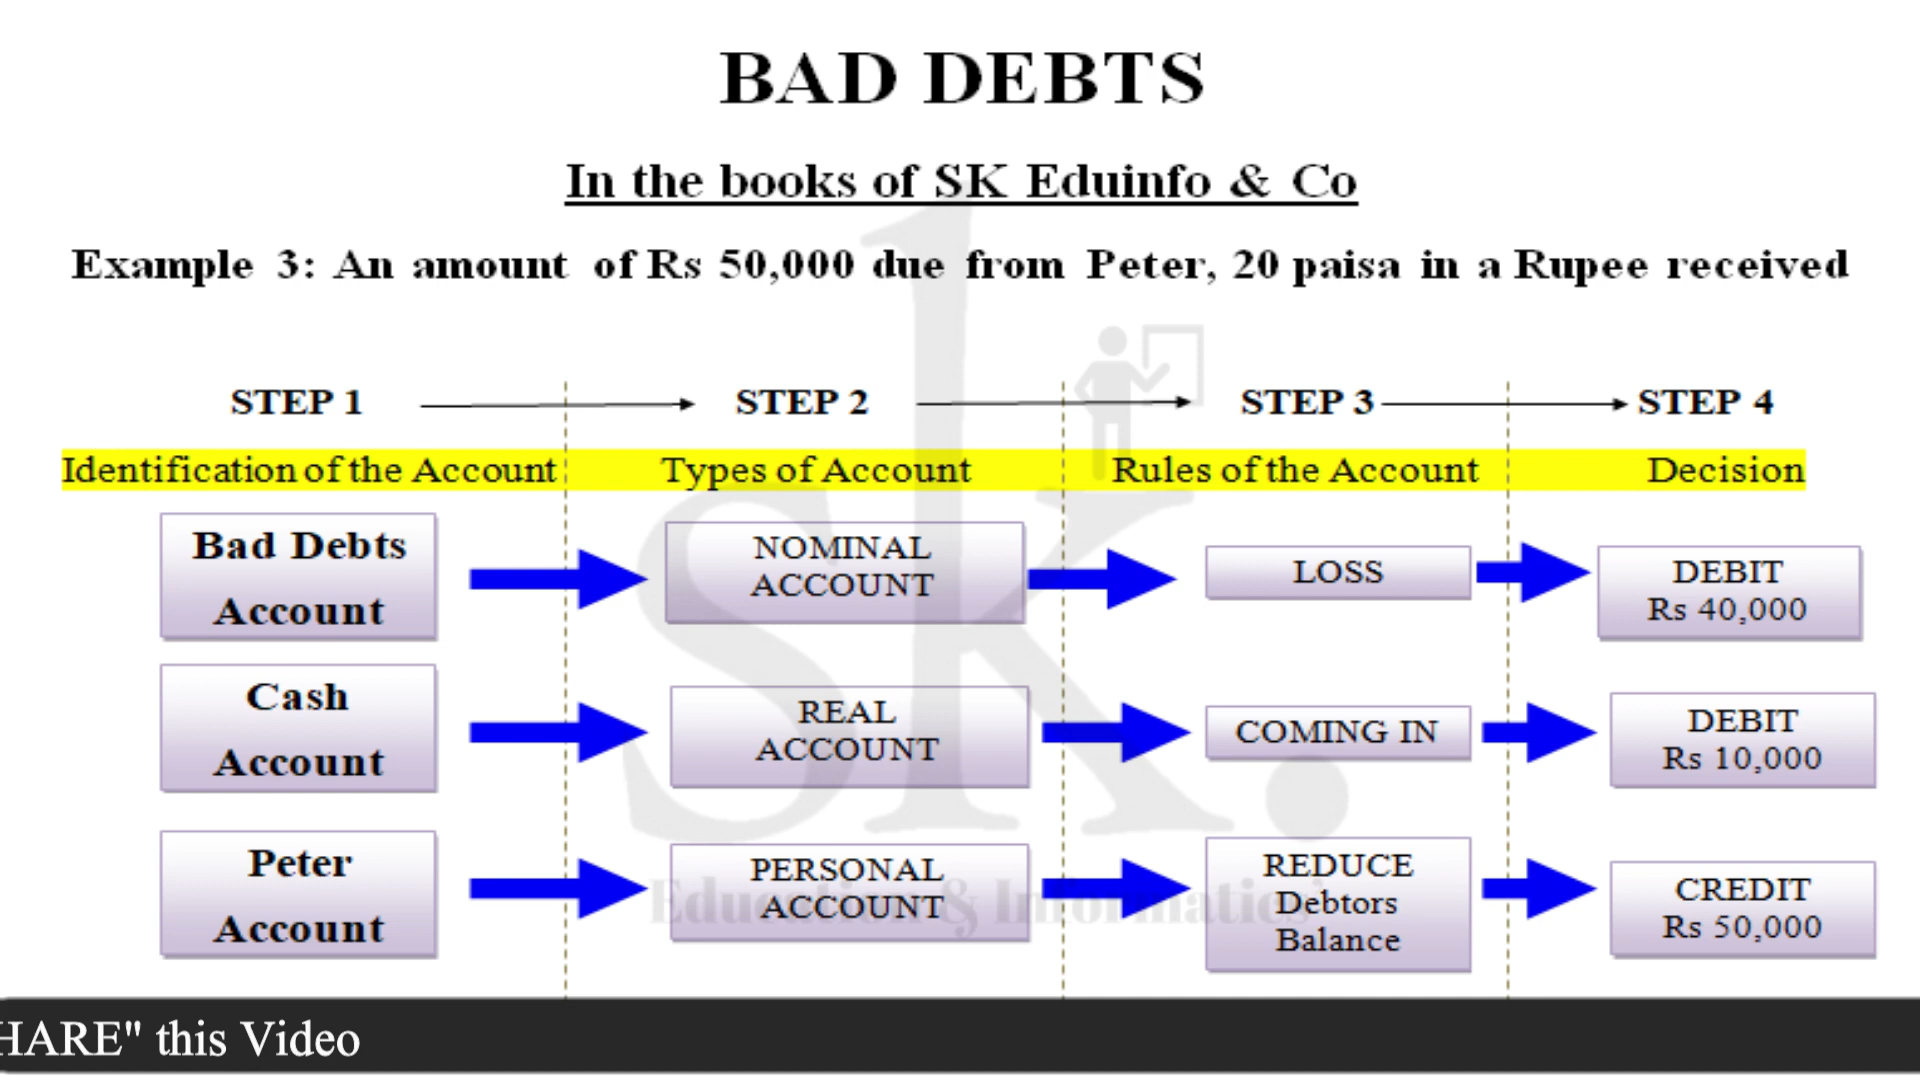 BAD DEBTS
In the books of SK Eduinfo & Co
Example 3: An amount of Rs 50,000 due from Peter, 20 paisa in a Rupee received
STEP 1 STEP 2 STEP 3 STEP 4
Identification of the Account Types of Account Rules of the Account Decision
Bad Debts
Account
NOMINAL
ACCOUNT
LOSS
DEBIT
Rs 40,000
Cash
Account
REAL
ACCOUNT
COMING IN
DEBIT
Rs 10,000
Peter
Account
PERSONAL
ACCOUNT
REDUCE
Debtors
Balance
CREDIT
Rs 50,000
sk.
Education & Informatics
HARE" this Video